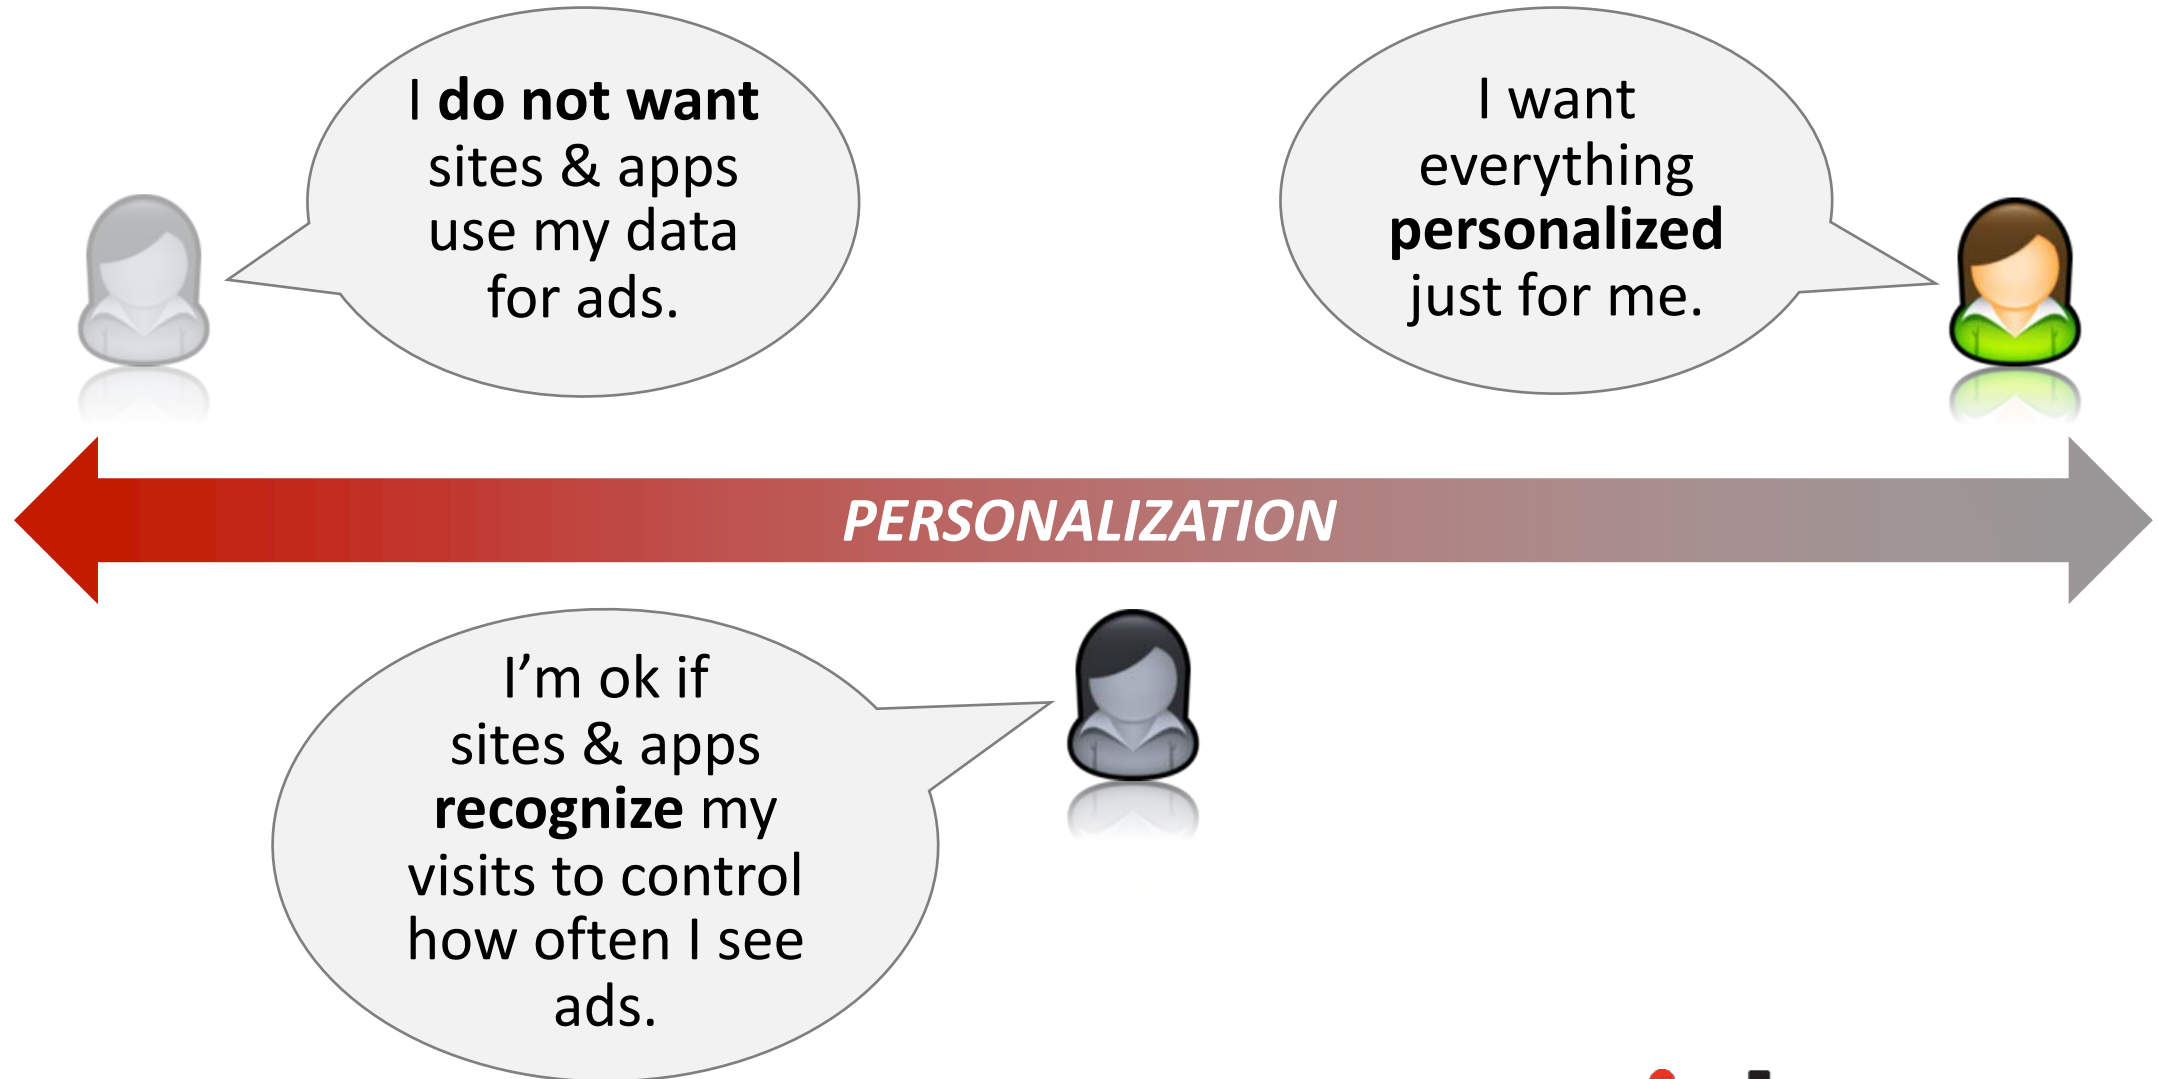 I do not want
sites & apps
use my data
for ads.
I want
everything
personalized
just for me.
PERSONALIZATION
I’m ok if
sites & apps
recognize my
visits to control
how often I see
ads.